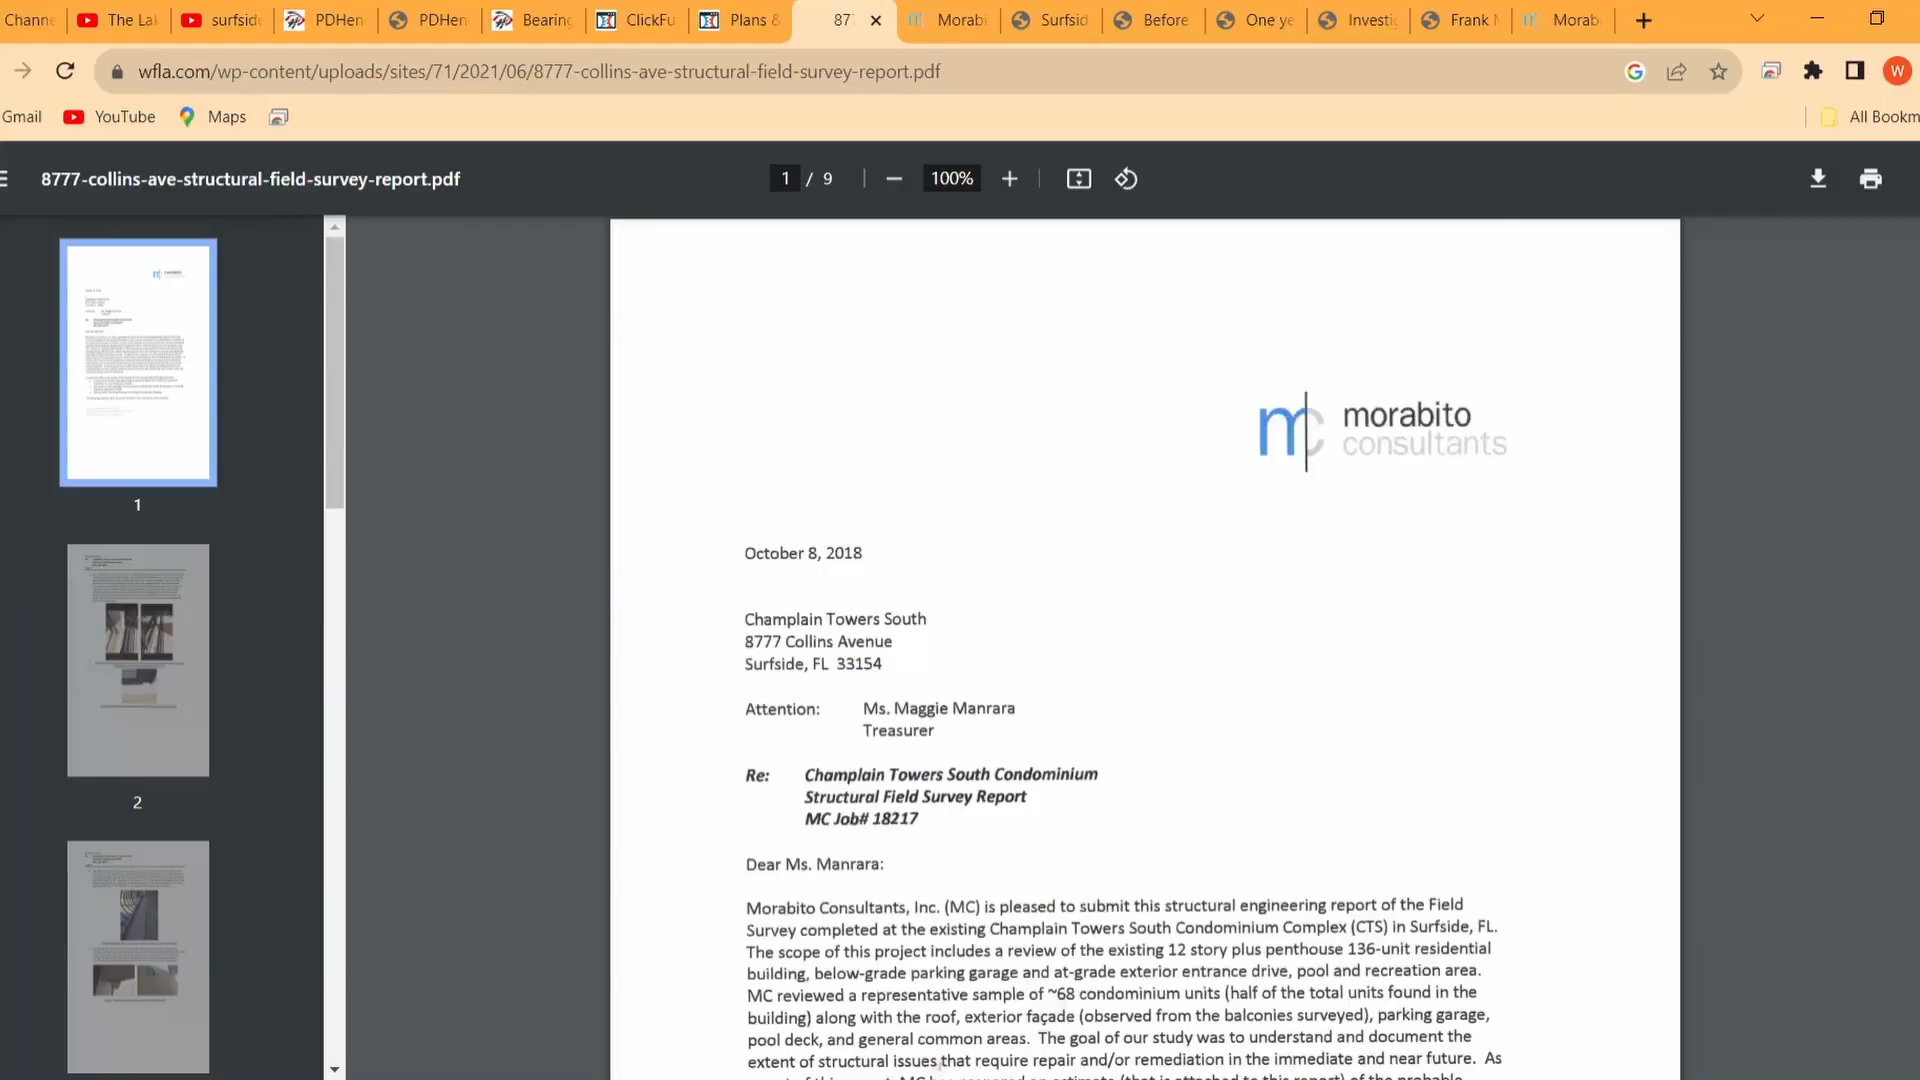 Channe
The La
surfsid
PDHen
PDHen
Bearing
ClickFu
Plans &
877
Morabi
Surfsid
Before
One ye
Investig
Frank M
Morab
wfla.com/wp-content/uploads/sites/71/2021/06/8777-collins-ave-structural-field-survey-report.pdf
W
Gmail
YouTube
Maps
All Bookm
8777-collins-ave-structural-field-survey-report.pdf
1 / 9
100%
1
2
morabito
consultants
October 8, 2018
Champlain Towers South
8777 Collins Avenue
Surfside, FL 33154
Attention: Ms. Maggie Manrara
Treasurer
Re: Champlain Towers South Condominium
Structural Field Survey Report
MC Job# 18217
Dear Ms. Manrara:
Morabito Consultants, Inc. (MC) is pleased to submit this structural engineering report of the Field
Survey completed at the existing Champlain Towers South Condominium Complex (CTS) in Surfside, FL.
The scope of this project includes a review of the existing 12 story plus penthouse 136-unit residential
building, below-grade parking garage and at-grade exterior entrance drive, pool and recreation area.
MC reviewed a representative sample of ~68 condominium units (half of the total units found in the
building) along with the roof, exterior façade (observed from the balconies surveyed), parking garage,
pool deck, and general common areas. The goal of our study was to understand and document the
extent of structural issues that require repair and/or remediation in the immediate and near future. As